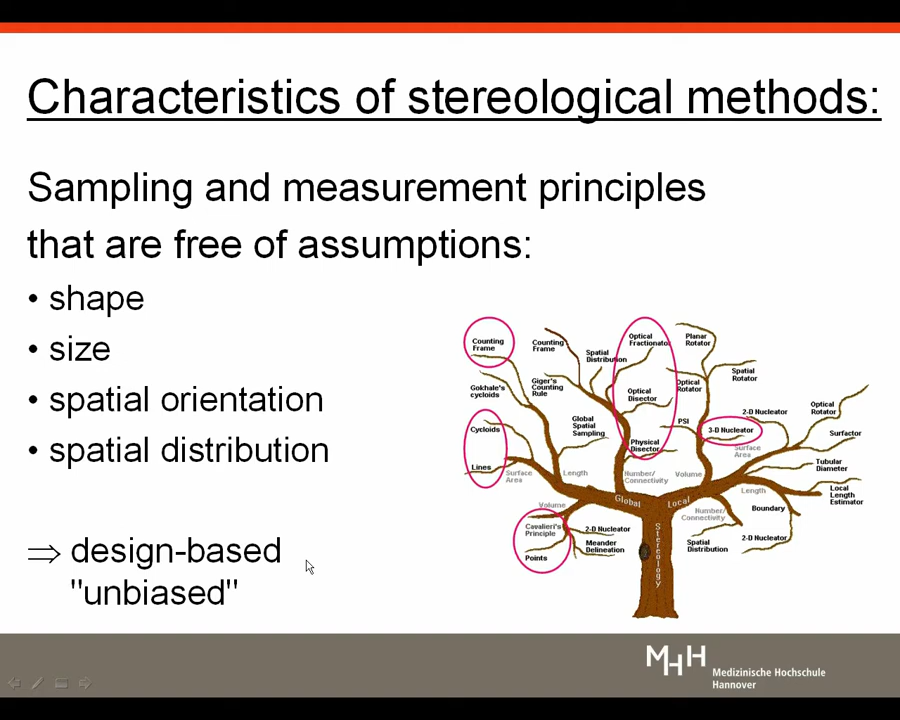 Characteristics of stereological methods:
Sampling and measurement principles
that are free of assumptions:
• shape
• size
• spatial orientation
• spatial distribution
⇒ design-based
"unbiased"
Counting
Frame
Counting
Frame
Spatial
Distribution
Optical
Fractionator
Planar
Rotator
Spatial
Rotator
Gokhale's
cycloids
Giger's
Counting
Rule
Optical
Disector
Optical
Rotator
2-D Nucleator
Optical
Rotator
Cycloids
Global
Spatial
Sampling
PSI
3-D Nucleator
Surfactor
Physical
Disector
Surface
Area
Lines
Surface
Area
Length
Number/
Connectivity
Volume
Tubular
Diameter
Length
Local
Length
Estimator
Volume
Global
Local
Number/
Connectivity
Boundary
Cavalieri's
Principle
2-D Nucleator
Points
Meander
Delineation
Stereology
Spatial
Distribution
2-D Nucleator
MHH
Medizinische Hochschule
Hannover